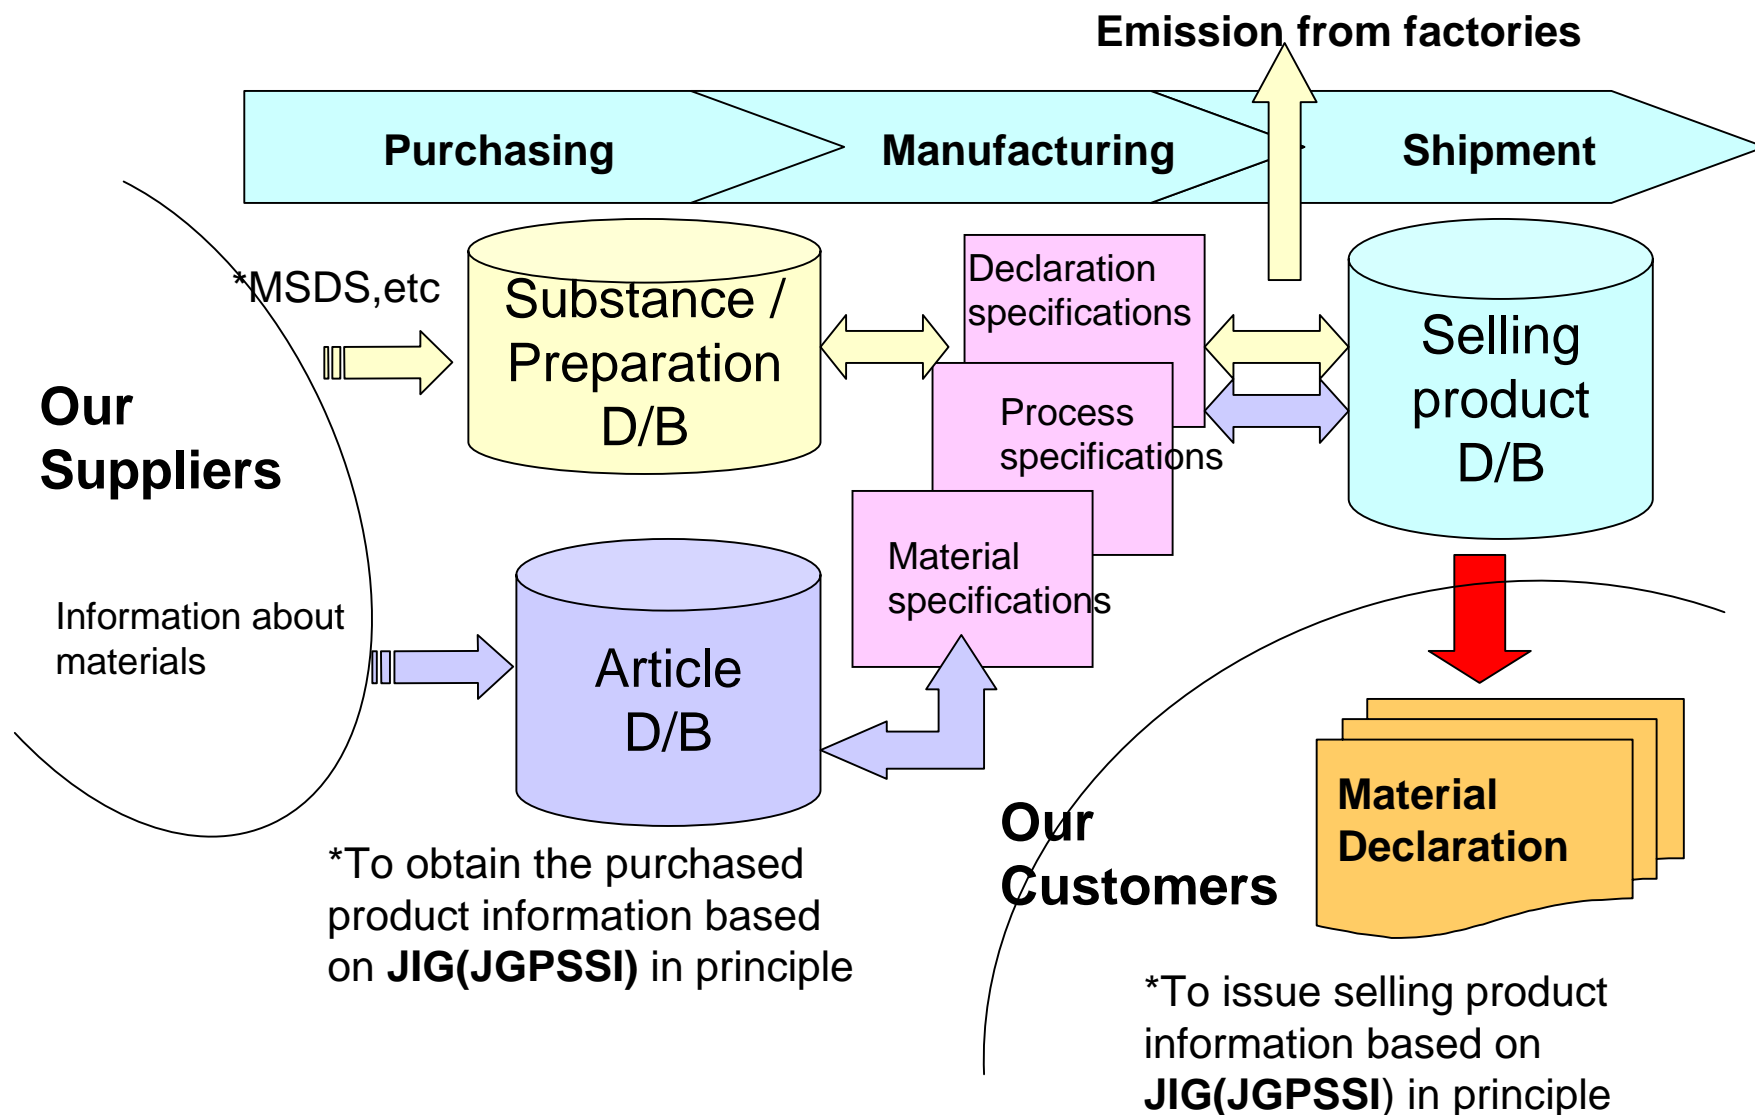 Emission from factories
Purchasing
Manufacturing
Shipment
*MSDS,etc
Substance /
Preparation
D/B
Declaration
specifications
Process
specifications
Material
specifications
Selling
product
D/B
Our
Suppliers
Information about
materials
Article
D/B
*To obtain the purchased
product information based
on JIG(JGPSSI) in principle
Our
Customers
Material
Declaration
*To issue selling product
information based on
JIG(JGPSSI) in principle